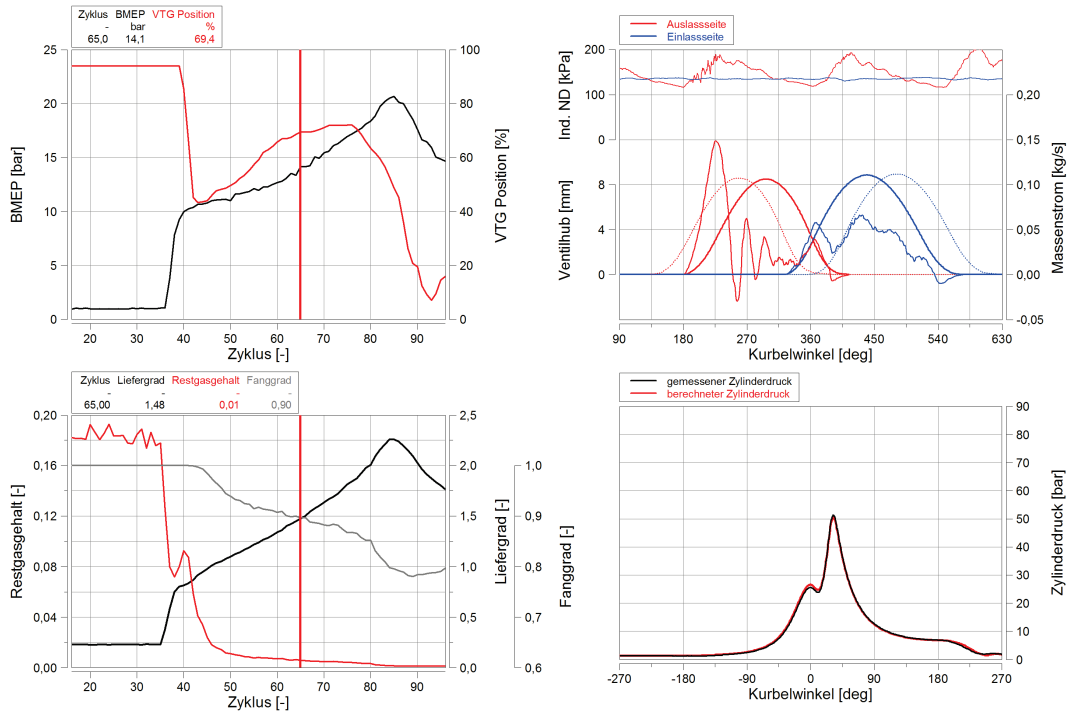 Zyklus BMEP VTG Position
- bar %
65,0 14,1 69,4
25
20
15
10
5
0
BMEP [bar]
100
80
60
40
20
0
VTG Position [%]
20 30 40 50 60 70 80 90
Zyklus [-]
Auslassseite
Einlassseite
200
100
0
Ind. ND [kPa]
8
4
0
Ventilhub [mm]
0,20
0,15
0,10
0,05
0,00
-0,05
Massenstrom [kg/s]
90 180 270 360 450 540 630
Kurbelwinkel [deg]
Zyklus Liefergrad Restgasgehalt Fanggrad
- - - -
65,00 1,48 0,01 0,90
0,20
0,16
0,12
0,08
0,04
0,00
Restgasgehalt [-]
2,5
2,0
1,5
1,0
0,5
0,0
Liefergrad [-]
1,0
0,9
0,8
0,7
0,6
Fanggrad [-]
20 30 40 50 60 70 80 90
Zyklus [-]
gemessener Zylinderdruck
berechneter Zylinderdruck
90
80
70
60
50
40
30
20
10
0
Zylinderdruck [bar]
-270 -180 -90 0 90 180 270
Kurbelwinkel [deg]